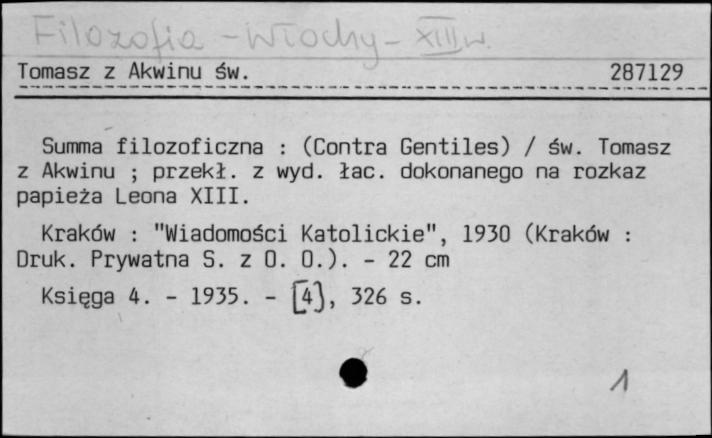 Filozofia - Włochy - XIII w.
Tomasz z Akwinu św. 287129
Summa filozoficzna : (Contra Gentiles) / św. Tomasz
z Akwinu ; przekł. z wyd. łac. dokonanego na rozkaz
papieża Leona XIII.
Kraków : "Wiadomości Katolickie", 1930 (Kraków :
Druk. Prywatna S. z O. O.). - 22 cm
Księga 4. - 1935. - [4], 326 s.
1